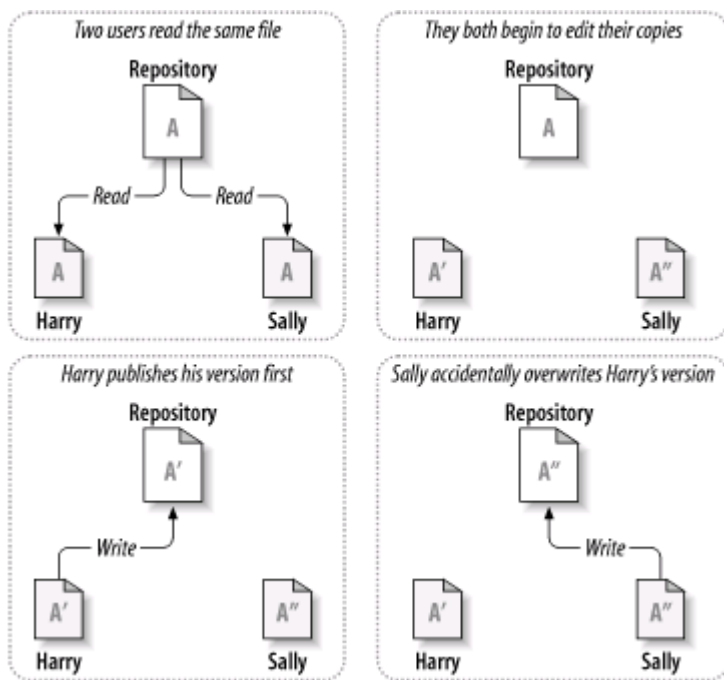 Two users read the same file
Repository
A
Read
Read
A
A
Harry
Sally
They both begin to edit their copies
Repository
A
A′
A″
Harry
Sally
Harry publishes his version first
Repository
A′
Write
A′
A″
Harry
Sally
Sally accidentally overwrites Harry’s version
Repository
A″
Write
A′
A″
Harry
Sally